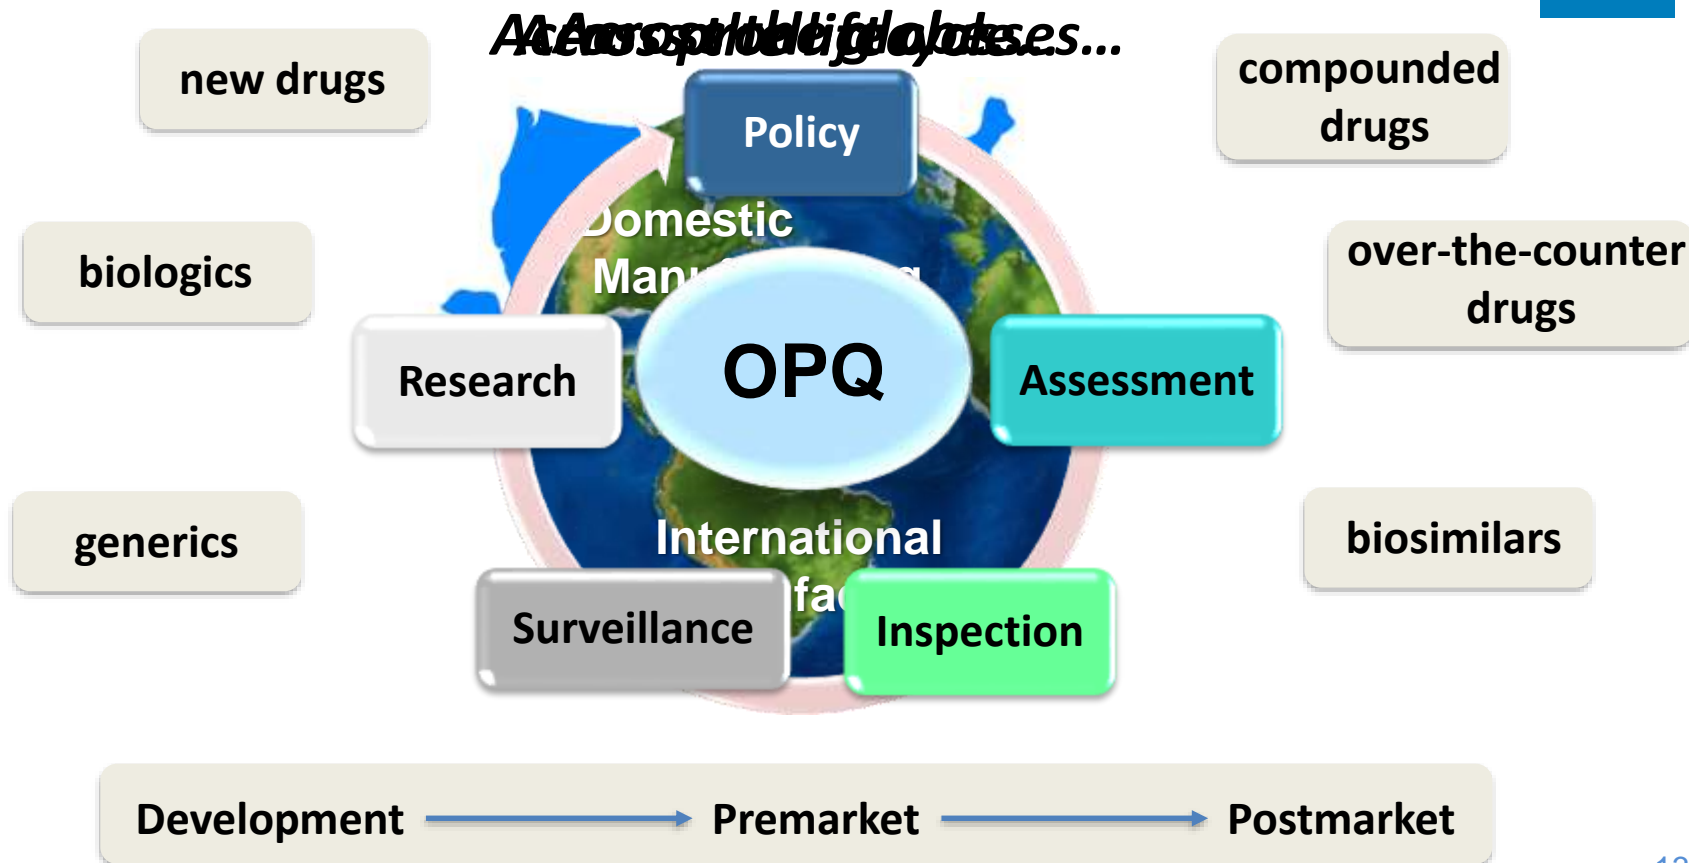 new drugs
compounded
drugs
Policy
Domestic
biologics
over-the-counter
drugs
Research
OPQ
Assessment
generics
International
biosimilars
Surveillance
Inspection
Development
Premarket
Postmarket